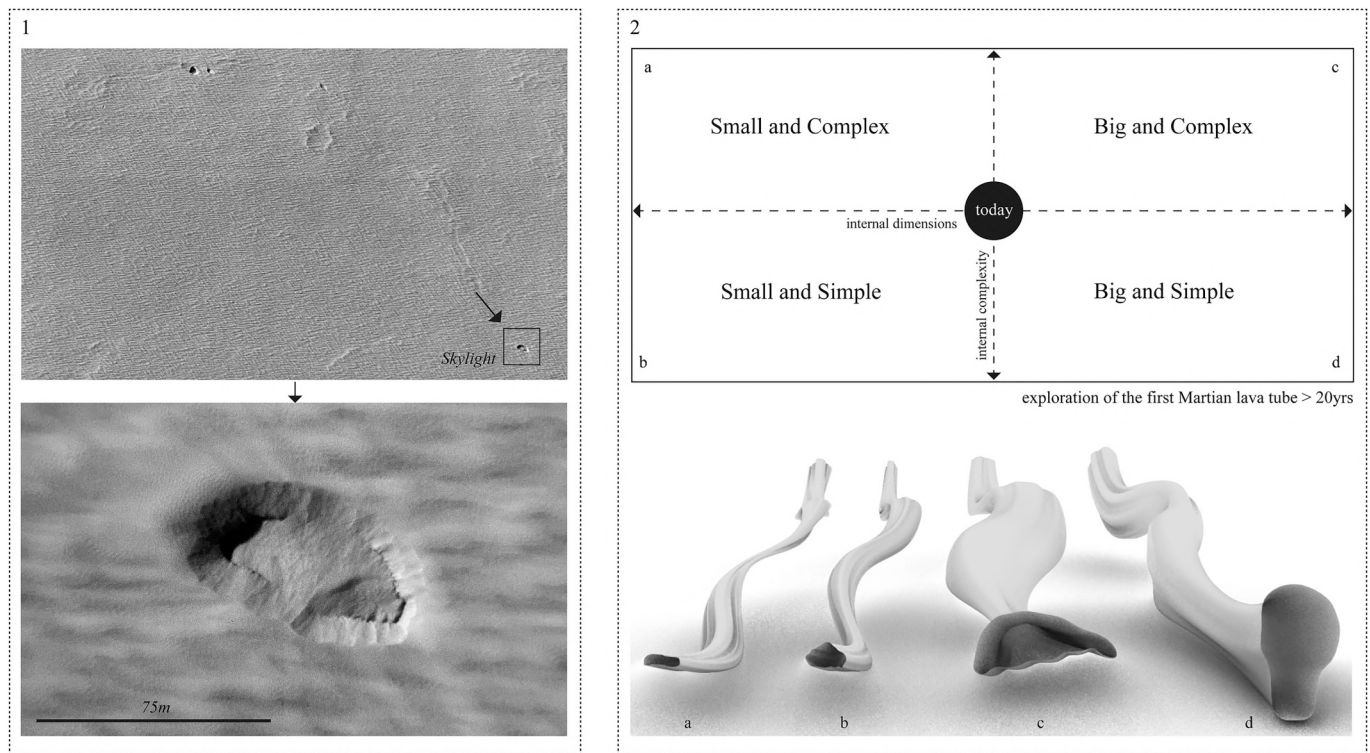 1
Skylight
75m
2
a
c
Small and Complex
Big and Complex
today
internal dimensions
internal complexity
Small and Simple
Big and Simple
b
d
exploration of the first Martian lava tube > 20yrs
a
b
c
d